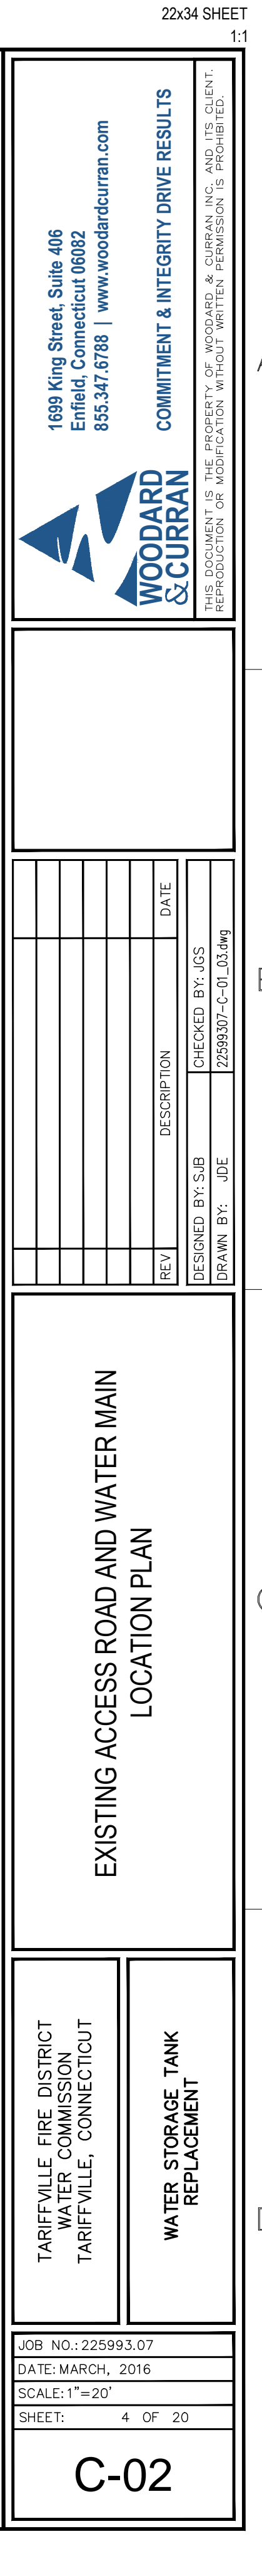 22x34 SHEET
1:1
1699 King Street, Suite 406
Enfield, Connecticut 06082
855.347.6788 | www.woodardcurran.com
COMMITMENT & INTEGRITY DRIVE RESULTS
WOODARD
&CURRAN
THIS DOCUMENT IS THE PROPERTY OF WOODARD & CURRAN INC. AND ITS CLIENT.
REPRODUCTION OR MODIFICATION WITHOUT WRITTEN PERMISSION IS PROHIBITED.
REV DESCRIPTION DATE
DESIGNED BY: SJB CHECKED BY: JGS
DRAWN BY: JDE 22599307-C-01_03.dwg
EXISTING ACCESS ROAD AND WATER MAIN
LOCATION PLAN
TARIFFVILLE FIRE DISTRICT
WATER COMMISSION
TARIFFVILLE, CONNECTICUT
WATER STORAGE TANK
REPLACEMENT
JOB NO.: 225993.07
DATE: MARCH, 2016
SCALE: 1"=20'
SHEET: 4 OF 20
C-02